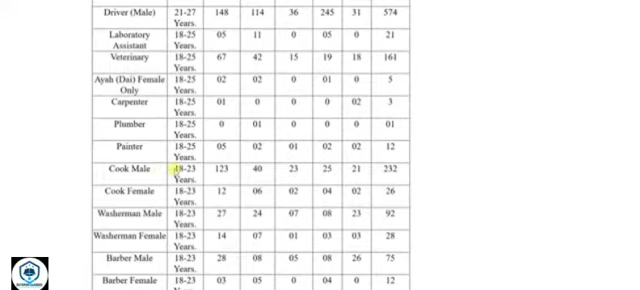 Driver (Male) 21-27 Years. 148 114 36 245 31 574
Laboratory Assistant 18-25 Years. 05 11 0 05 0 21
Veterinary 18-25 Years. 67 42 15 19 18 161
Ayah (Dai) Female Only 18-25 Years. 02 02 0 01 0 5
Carpenter 18-25 Years. 01 0 0 0 02 3
Plumber 18-25 Years. 0 01 0 0 0 01
Painter 18-25 Years. 05 02 01 02 02 12
Cook Male 18-23 Years. 123 40 23 25 21 232
Cook Female 18-23 Years. 12 06 02 04 02 26
Washerman Male 18-23 Years. 27 24 07 08 23 92
Washerman Female 18-23 Years. 14 07 01 03 03 28
Barber Male 18-23 Years. 28 08 05 08 26 75
Barber Female 18-23 03 05 0 04 0 12